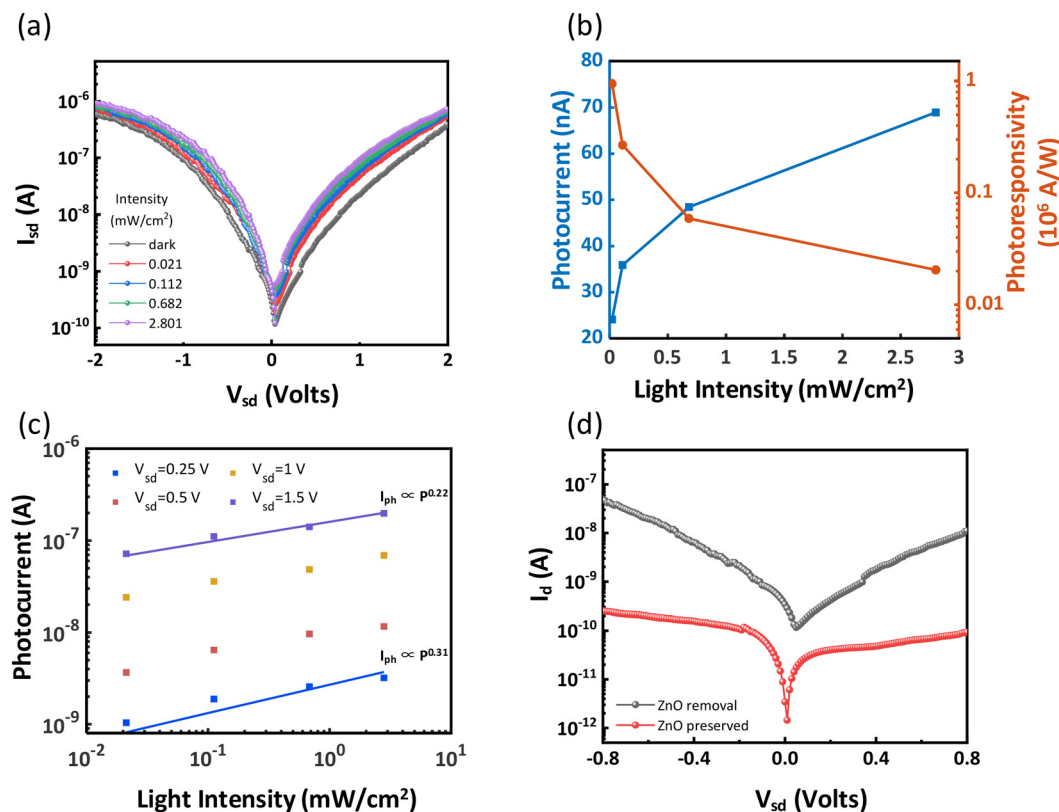 (a)
I_sd (A)
10^-6
10^-7
10^-8
10^-9
10^-10
Intensity
(mW/cm²)
dark
0.021
0.112
0.682
2.801
-2 -1 0 1 2
V_sd (Volts)
(b)
Photocurrent (nA)
80
70
60
50
40
30
20
1
0.1
0.01
Photoresponsivity
(10⁶ A/W)
0 0.5 1 1.5 2 2.5 3
Light Intensity (mW/cm²)
(c)
Photocurrent (A)
10^-6
10^-7
10^-8
10^-9
V_sd=0.25 V V_sd=1 V
V_sd=0.5 V V_sd=1.5 V
I_ph ∝ P^0.22
I_ph ∝ P^0.31
10^-2 10^-1 10^0 10^1
Light Intensity (mW/cm²)
(d)
I_d (A)
10^-7
10^-8
10^-9
10^-10
10^-11
10^-12
ZnO removal
ZnO preserved
-0.8 -0.4 0.0 0.4 0.8
V_sd (Volts)